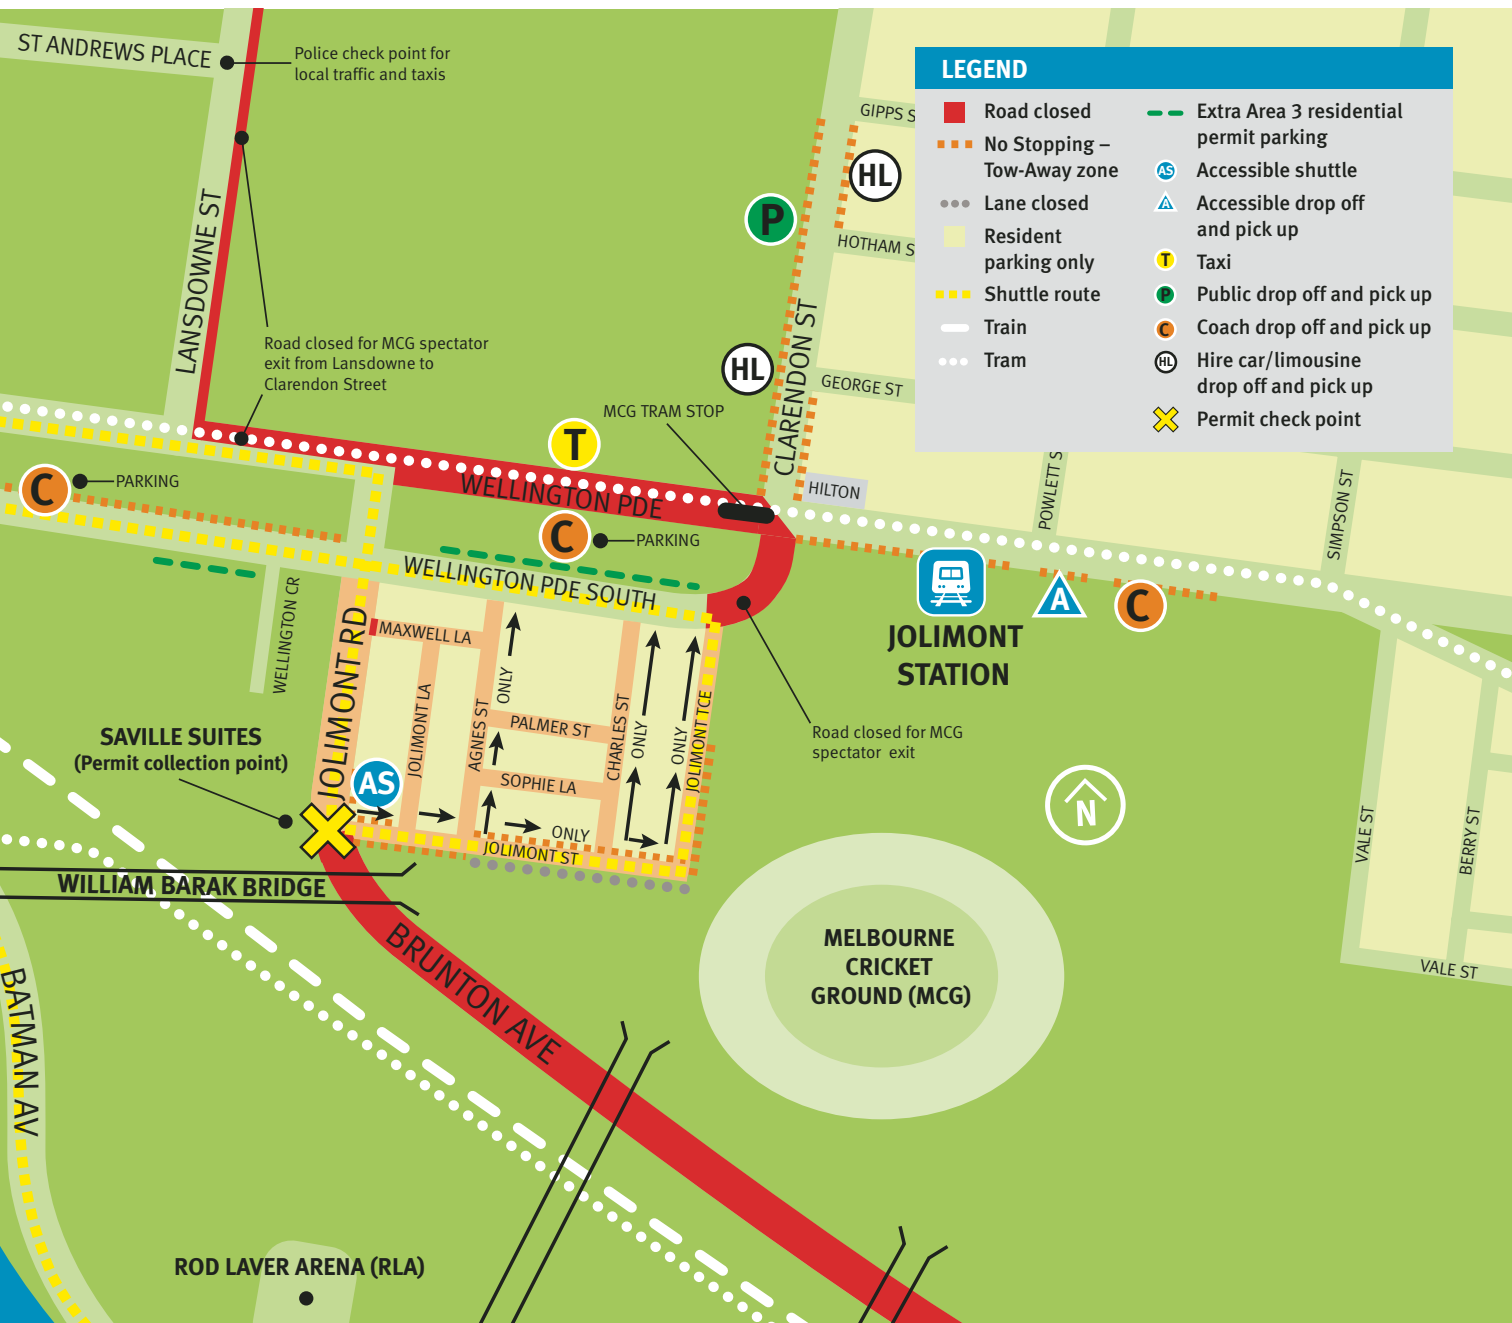 ST ANDREWS PLACE
Police check point for
local traffic and taxis
LANSDOWNE ST
Road closed for MCG spectator
exit from Lansdowne to
Clarendon Street
GIPPS S
HL
P
HOTHAM S
CLARENDON ST
HL
GEORGE ST
MCG TRAM STOP
T
HILTON
LEGEND
Road closed
No Stopping –
Tow-Away zone
Lane closed
Resident
parking only
Shuttle route
Train
Tram
Extra Area 3 residential
permit parking
AS
Accessible shuttle
A
Accessible drop off
and pick up
T
Taxi
P
Public drop off and pick up
C
Coach drop off and pick up
HL
Hire car/limousine
drop off and pick up
Permit check point
POWLETT S
SIMPSON ST
C
PARKING
WELLINGTON PDE
C
PARKING
WELLINGTON PDE SOUTH
WELLINGTON CR
JOLIMONT RD
MAXWELL LA
JOLIMONT LA
AGNES ST
ONLY
PALMER ST
CHARLES ST
ONLY
ONLY
JOLIMONT TCE
SOPHIE LA
ONLY
JOLIMONT ST
AS
JOLIMONT
STATION
A
C
Road closed for MCG
spectator exit
SAVILLE SUITES
(Permit collection point)
N
VALE ST
BERRY ST
VALE ST
WILLIAM BARAK BRIDGE
BRUNTON AVE
MELBOURNE
CRICKET
GROUND (MCG)
BATMAN AV
ROD LAVER ARENA (RLA)